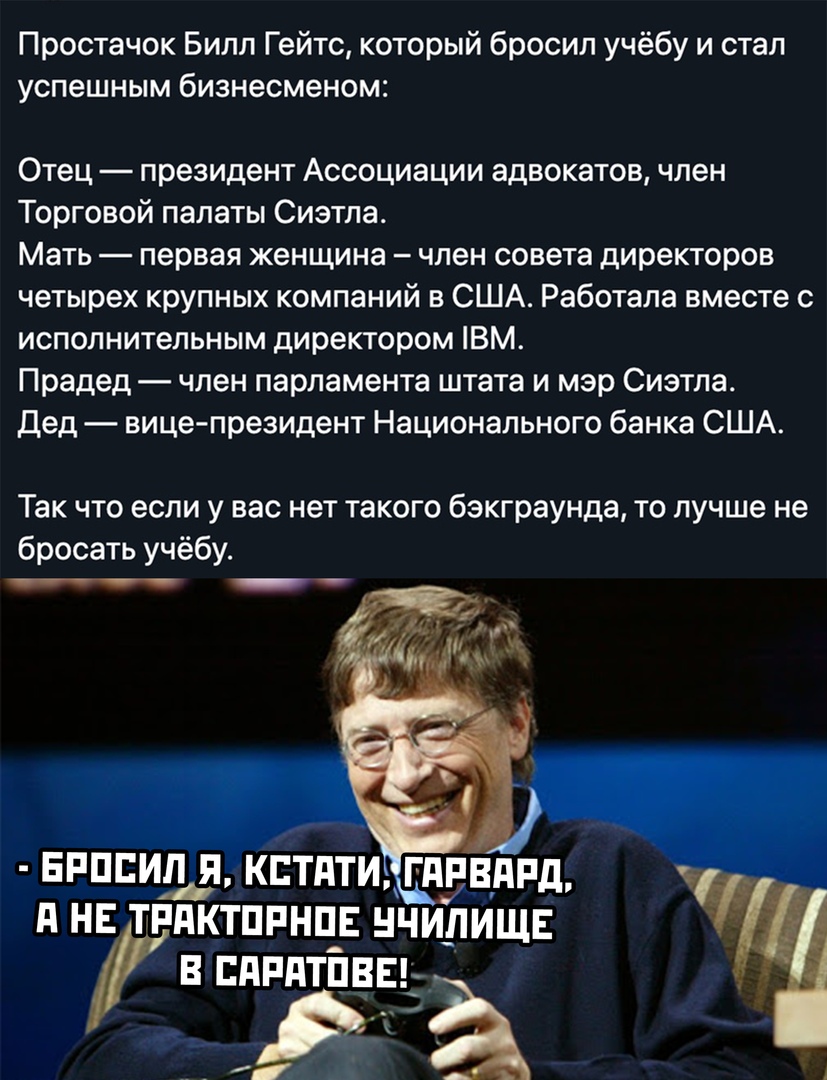 Простачок Билл Гейтс, который бросил учёбу и стал
успешным бизнесменом:
Отец — президент Ассоциации адвокатов, член
Торговой палаты Сиэтла.
Мать — первая женщина – член совета директоров
четырех крупных компаний в США. Работала вместе с
исполнительным директором IBM.
Прадед — член парламента штата и мэр Сиэтла.
Дед — вице-президент Национального банка США.
Так что если у вас нет такого бэкграунда, то лучше не
бросать учёбу.
- БРОСИЛ Я, КСТАТИ, ГАРВАРД,
А НЕ ТРАКТОРНОЕ УЧИЛИЩЕ
В САРАТОВЕ!